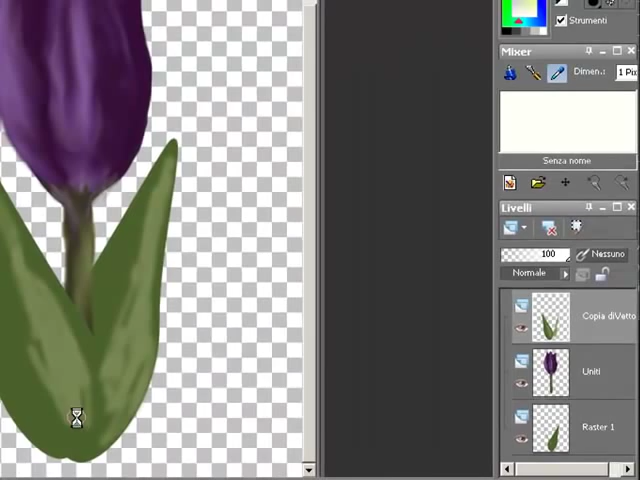 Strumenti
Mixer
Dimen.: 1 Pix
Senza nome
Livelli
100 Nessuno
Normale
Copia diVetto
Uniti
Raster 1